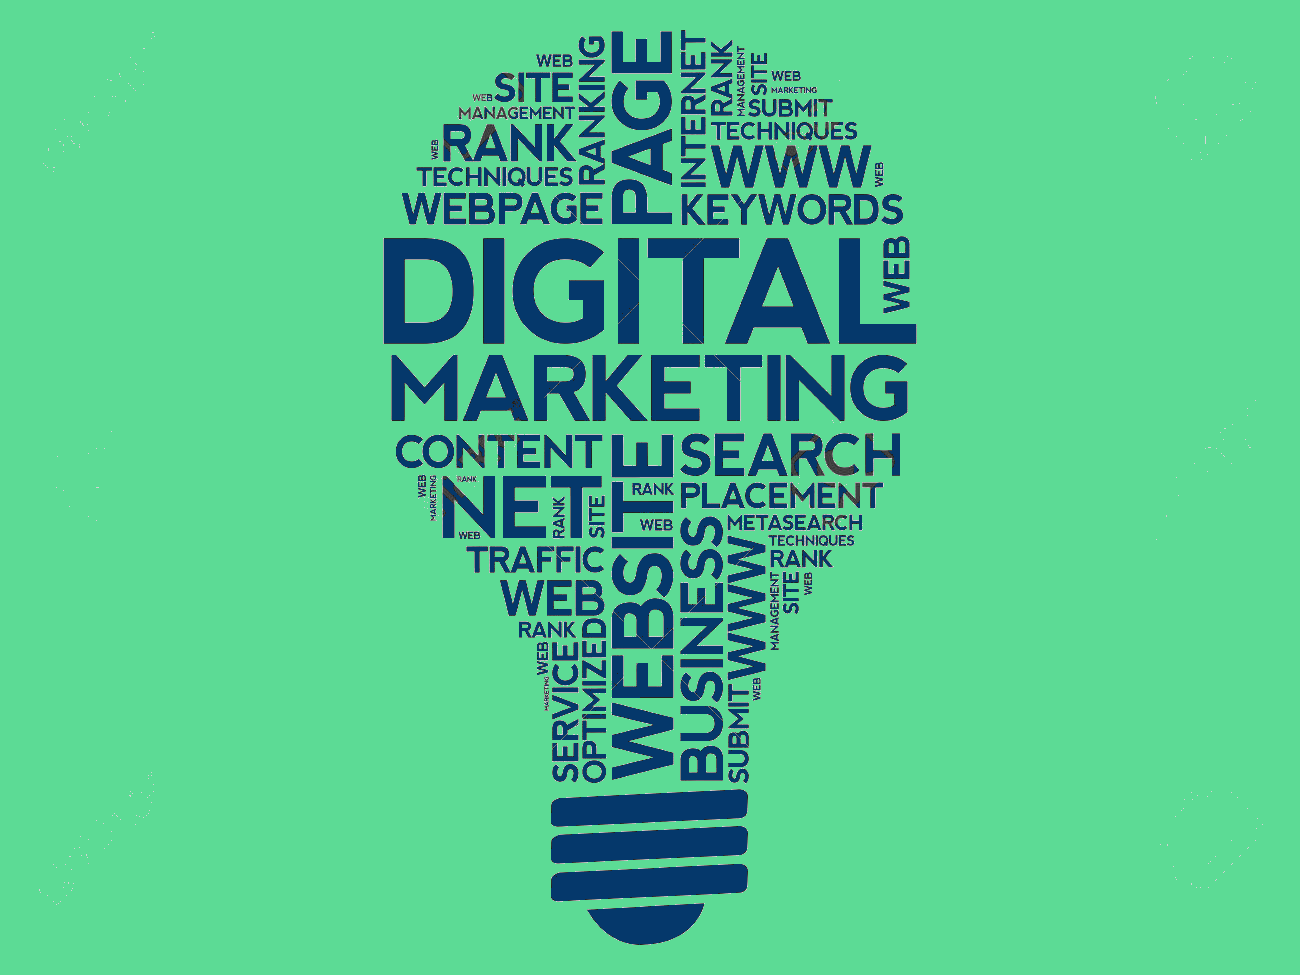 WEB
SITE
WEB
MANAGEMENT
RANK
WEB
TECHNIQUES
WEBPAGE
RANKING
PAGE
INTERNET
RANK
MANAGEMENT
SITE
WEB
MARKETING
SUBMIT
TECHNIQUES
WWW
WEB
KEYWORDS
DIGITAL
WEB
MARKETING
CONTENT
WEB
MARKETING
RANK
NET
WEB
RANK
SITE
TRAFFIC
WEB
RANK
WEB
MARKETING
SERVICE
OPTIMIZED
WEBSITE
RANK
WEB
SEARCH
PLACEMENT
METASEARCH
TECHNIQUES
RANK
BUSINESS
WWW
MANAGEMENT
SITE
WEB
SUBMIT
WEB